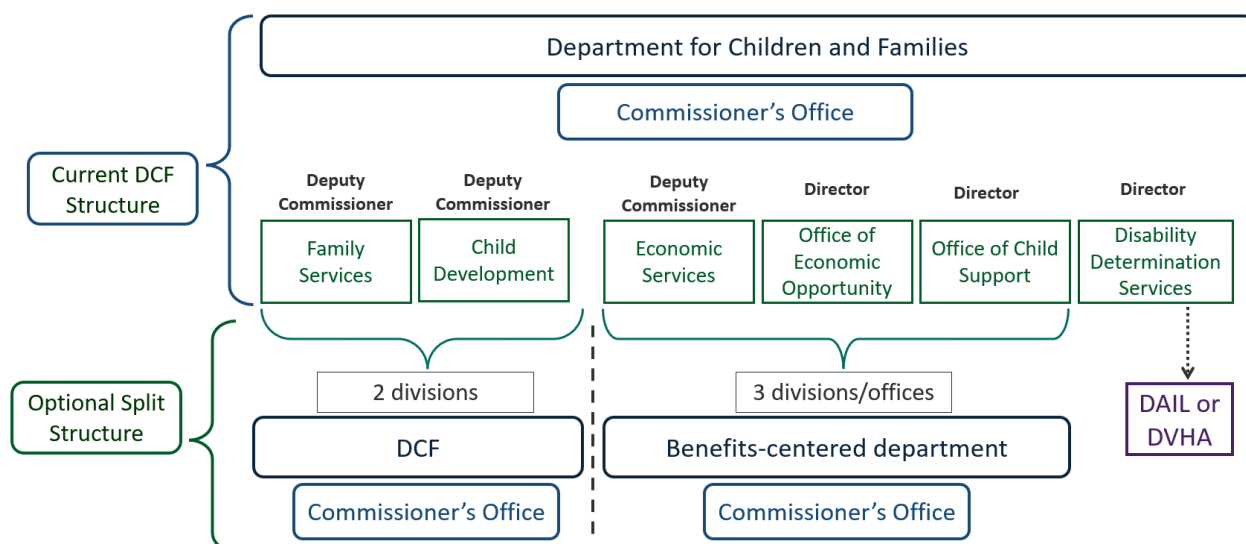 Department for Children and Families
Commissioner’s Office
Current DCF
Structure
Deputy
Commissioner
Deputy
Commissioner
Deputy
Commissioner
Director
Director
Director
Family
Services
Child
Development
Economic
Services
Office of
Economic
Opportunity
Office of Child
Support
Disability
Determination
Services
Optional Split
Structure
2 divisions
3 divisions/offices
DAIL or
DVHA
DCF
Benefits-centered department
Commissioner’s Office
Commissioner’s Office